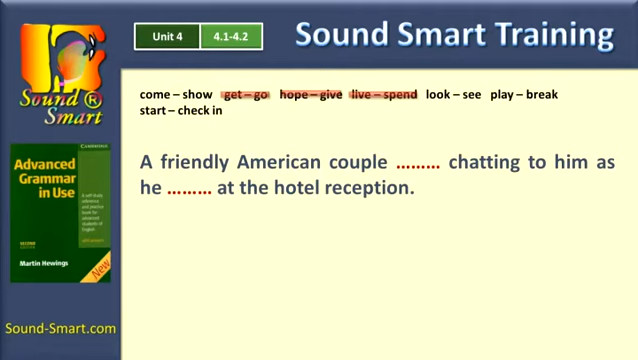 Unit 4
4.1-4.2
Sound Smart Training
Sound ®
Smart
come – show get – go hope – give live – spend look – see play – break
start – check in
A friendly American couple ……… chatting to him as
he ……… at the hotel reception.
CAMBRIDGE
Advanced
Grammar
in Use
Martin Hewings
New
Sound-Smart.com